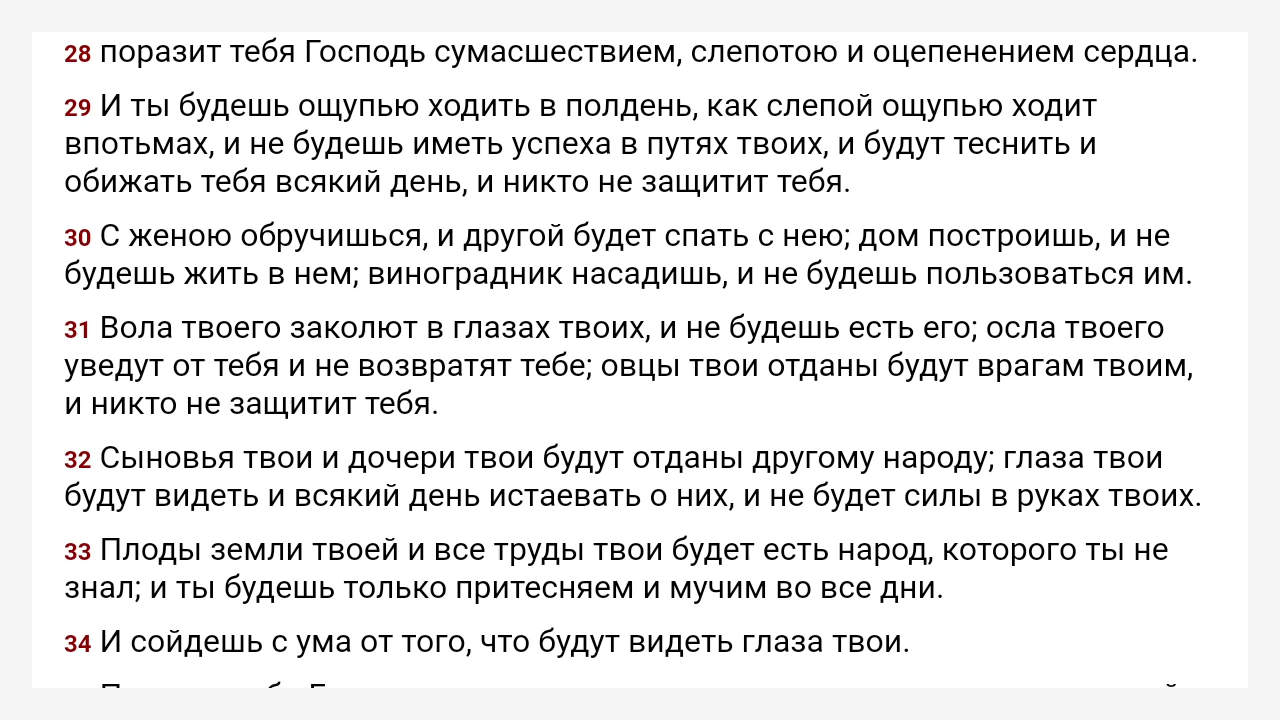 28 поразит тебя Господь сумасшествием, слепотою и оцепенением сердца.
29 И ты будешь ощупью ходить в полдень, как слепой ощупью ходит
впотьмах, и не будешь иметь успеха в путях твоих, и будут теснить и
обижать тебя всякий день, и никто не защитит тебя.
30 С женою обручишься, и другой будет спать с нею; дом построишь, и не
будешь жить в нем; виноградник насадишь, и не будешь пользоваться им.
31 Вола твоего заколют в глазах твоих, и не будешь есть его; осла твоего
уведут от тебя и не возвратят тебе; овцы твои отданы будут врагам твоим,
и никто не защитит тебя.
32 Сыновья твои и дочери твои будут отданы другому народу; глаза твои
будут видеть и всякий день истаевать о них, и не будет силы в руках твоих.
33 Плоды земли твоей и все труды твои будет есть народ, которого ты не
знал; и ты будешь только притесняем и мучим во все дни.
34 И сойдешь с ума от того, что будут видеть глаза твои.